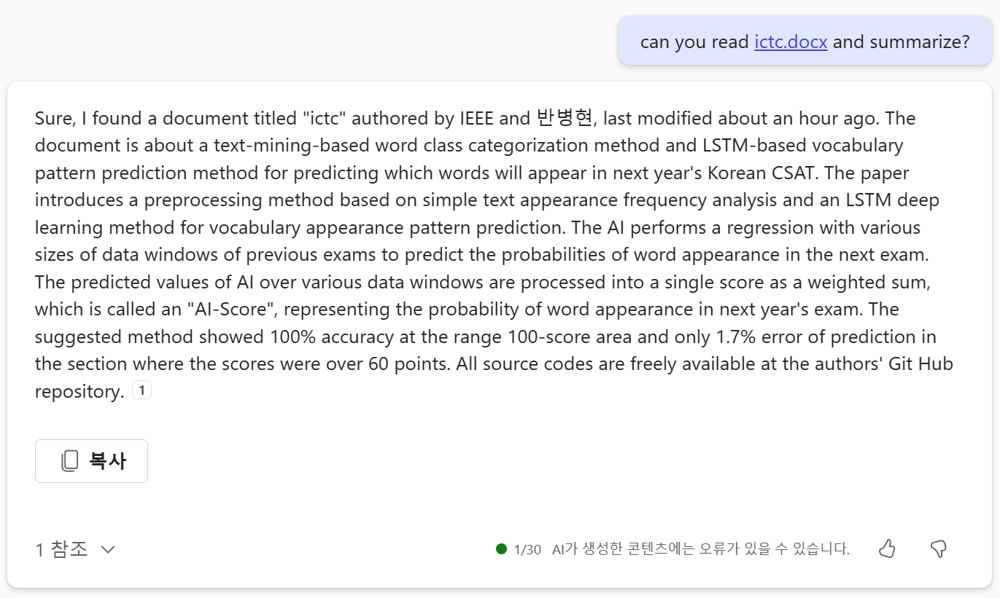 can you read ictc.docx and summarize?
Sure, I found a document titled "ictc" authored by IEEE and 반병현, last modified about an hour ago. The
document is about a text-mining-based word class categorization method and LSTM-based vocabulary
pattern prediction method for predicting which words will appear in next year's Korean CSAT. The paper
introduces a preprocessing method based on simple text appearance frequency analysis and an LSTM deep
learning method for vocabulary appearance pattern prediction. The AI performs a regression with various
sizes of data windows of previous exams to predict the probabilities of word appearance in the next exam.
The predicted values of AI over various data windows are processed into a single score as a weighted sum,
which is called an "AI-Score", representing the probability of word appearance in next year's exam. The
suggested method showed 100% accuracy at the range 100-score area and only 1.7% error of prediction in
the section where the scores were over 60 points. All source codes are freely available at the authors' Git Hub
repository. 1
복사
1 참조
1/30 AI가 생성한 콘텐츠에는 오류가 있을 수 있습니다.